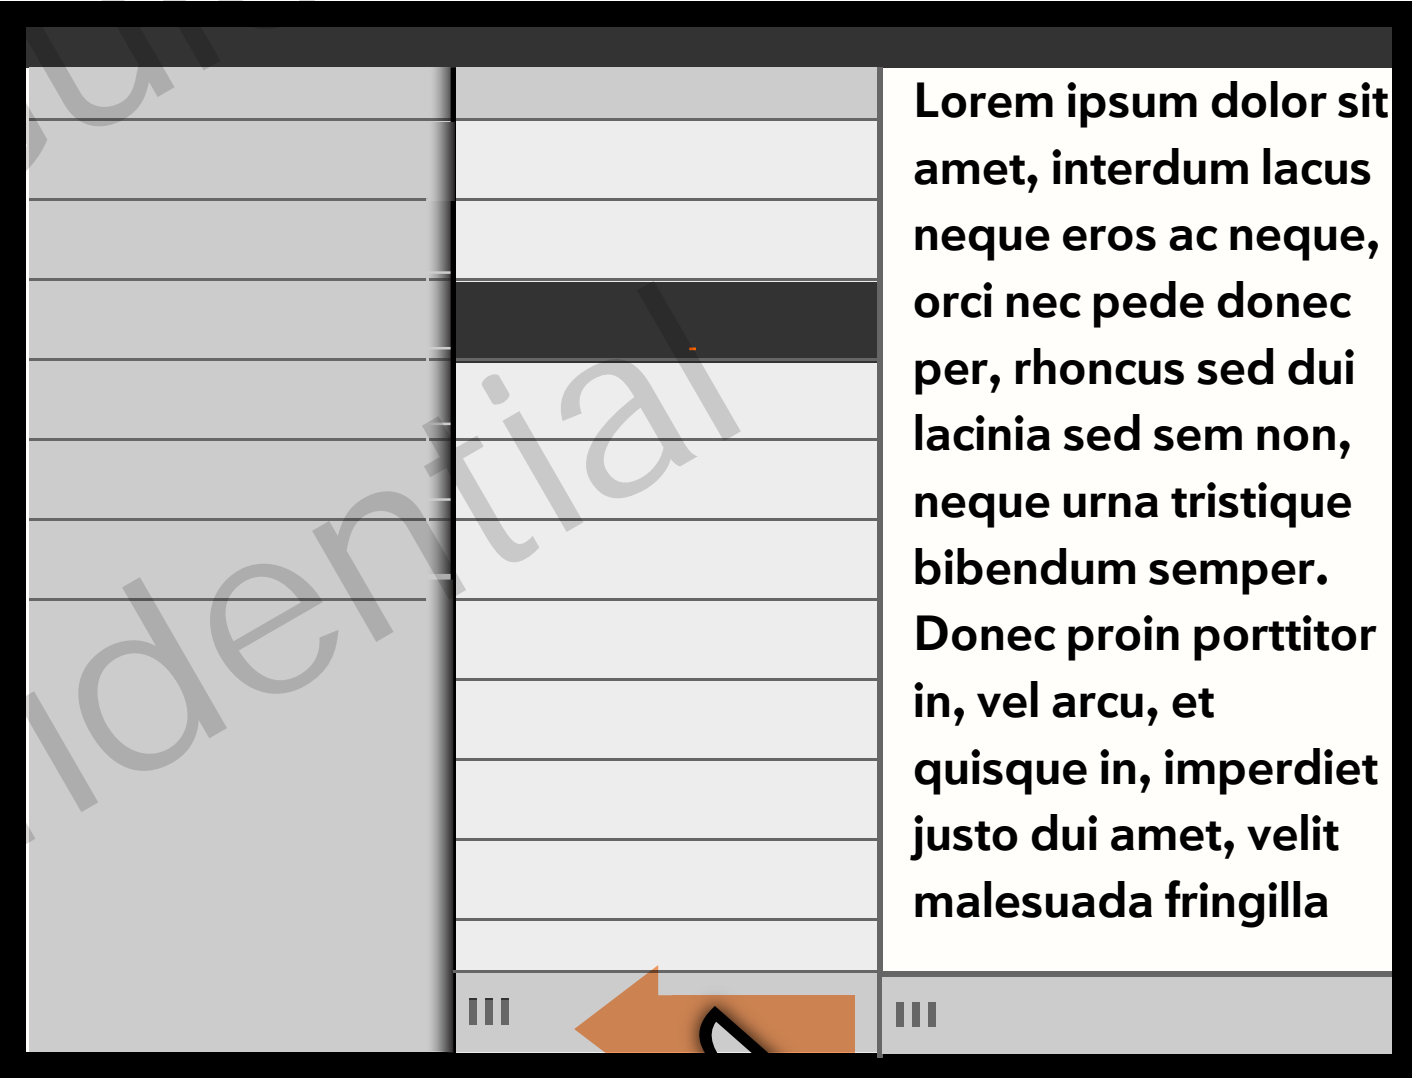 Lorem ipsum dolor sit
amet, interdum lacus
neque eros ac neque,
orci nec pede donec
per, rhoncus sed dui
lacinia sed sem non,
neque urna tristique
bibendum semper.
Donec proin porttitor
in, vel arcu, et
quisque in, imperdiet
justo dui amet, velit
malesuada fringilla
idential